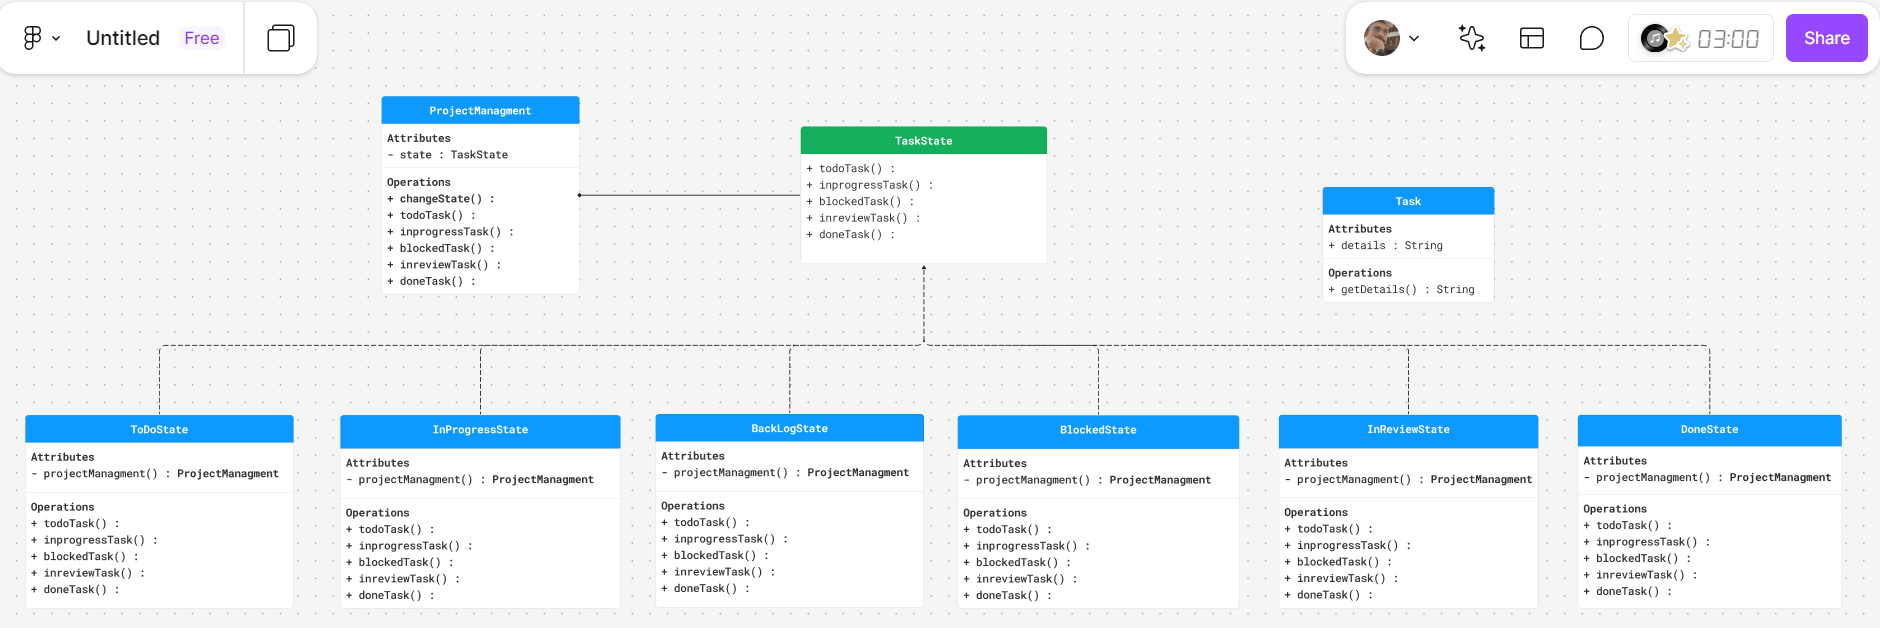 Untitled Free
03:00
Share
ProjectManagment
Attributes
- state : TaskState
Operations
+ changeState() :
+ todoTask() :
+ inprogressTask() :
+ blockedTask() :
+ inreviewTask() :
+ doneTask() :
TaskState
+ todoTask() :
+ inprogressTask() :
+ blockedTask() :
+ inreviewTask() :
+ doneTask() :
Task
Attributes
+ details : String
Operations
+ getDetails() : String
ToDoState
Attributes
- projectManagment() : ProjectManagment
Operations
+ todoTask() :
+ inprogressTask() :
+ blockedTask() :
+ inreviewTask() :
+ doneTask() :
InProgressState
Attributes
- projectManagment() : ProjectManagment
Operations
+ todoTask() :
+ inprogressTask() :
+ blockedTask() :
+ inreviewTask() :
+ doneTask() :
BackLogState
Attributes
- projectManagment() : ProjectManagment
Operations
+ todoTask() :
+ inprogressTask() :
+ blockedTask() :
+ inreviewTask() :
+ doneTask() :
BlockedState
Attributes
- projectManagment() : ProjectManagment
Operations
+ todoTask() :
+ inprogressTask() :
+ blockedTask() :
+ inreviewTask() :
+ doneTask() :
InReviewState
Attributes
- projectManagment() : ProjectManagment
Operations
+ todoTask() :
+ inprogressTask() :
+ blockedTask() :
+ inreviewTask() :
+ doneTask() :
DoneState
Attributes
- projectManagment() : ProjectManagment
Operations
+ todoTask() :
+ inprogressTask() :
+ blockedTask() :
+ inreviewTask() :
+ doneTask() :